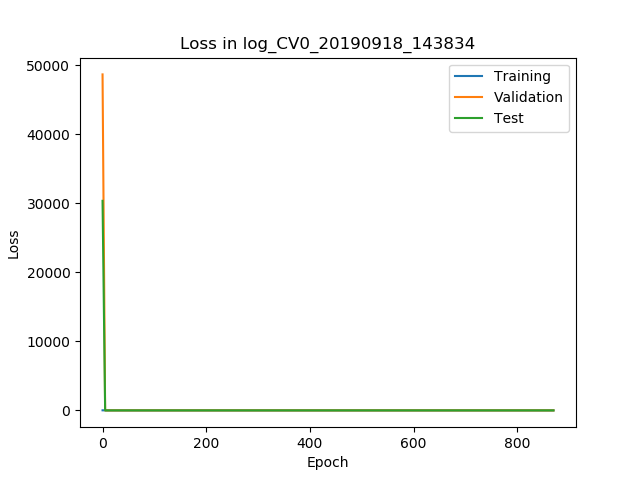 Loss in log_CV0_20190918_143834
50000
40000
30000
20000
10000
0
Loss
Training
Validation
Test
0 200 400 600 800
Epoch